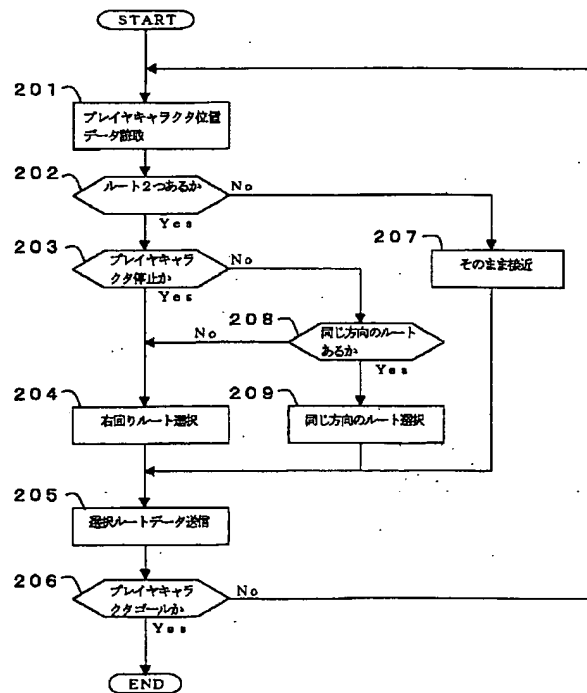 START
201
プレイヤキャラクタ位置
データ読取
202
ルート2つあるか
No
Yes
203
プレイヤキャラ
クタ停止か
No
Yes
207
そのまま接近
208
同じ方向のルート
あるか
No
Yes
204
右回りルート選択
209
同じ方向のルート選択
205
選択ルートデータ送信
206
プレイヤキャラ
クタゴールか
No
Yes
END